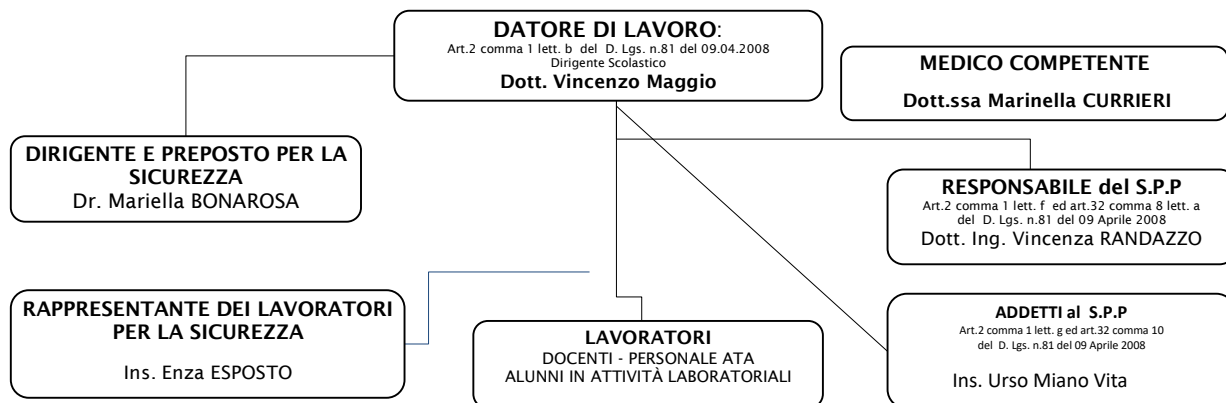 DATORE DI LAVORO:
Art.2 comma 1 lett. b del D. Lgs. n.81 del 09.04.2008
Dirigente Scolastico
Dott. Vincenzo Maggio
MEDICO COMPETENTE
Dott.ssa Marinella CURRIERI
DIRIGENTE E PREPOSTO PER LA
SICUREZZA
Dr. Mariella BONAROSA
RESPONSABILE del S.P.P
Art.2 comma 1 lett. f ed art.32 comma 8 lett. a
del D. Lgs. n.81 del 09 Aprile 2008
Dott. Ing. Vincenza RANDAZZO
RAPPRESENTANTE DEI LAVORATORI
PER LA SICUREZZA
Ins. Enza ESPOSTO
LAVORATORI
DOCENTI - PERSONALE ATA
ALUNNI IN ATTIVITÀ LABORATORIALI
ADDETTI al S.P.P
Art.2 comma 1 lett. g ed art.32 comma 10
del D. Lgs. n.81 del 09 Aprile 2008
Ins. Urso Miano Vita